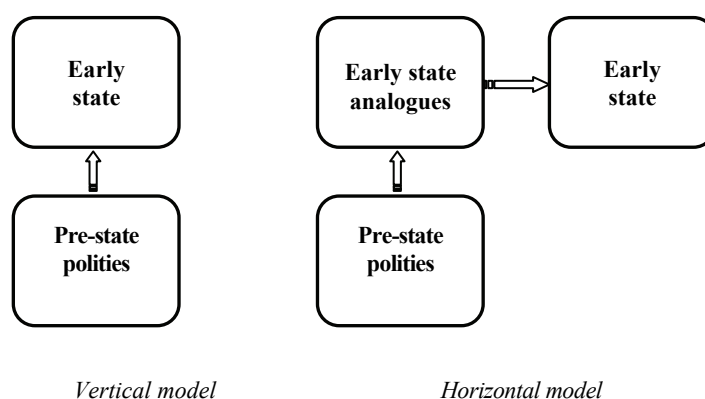 Early
state
Early state
analogues
Early
state
Pre-state
polities
Pre-state
polities
Vertical model
Horizontal model